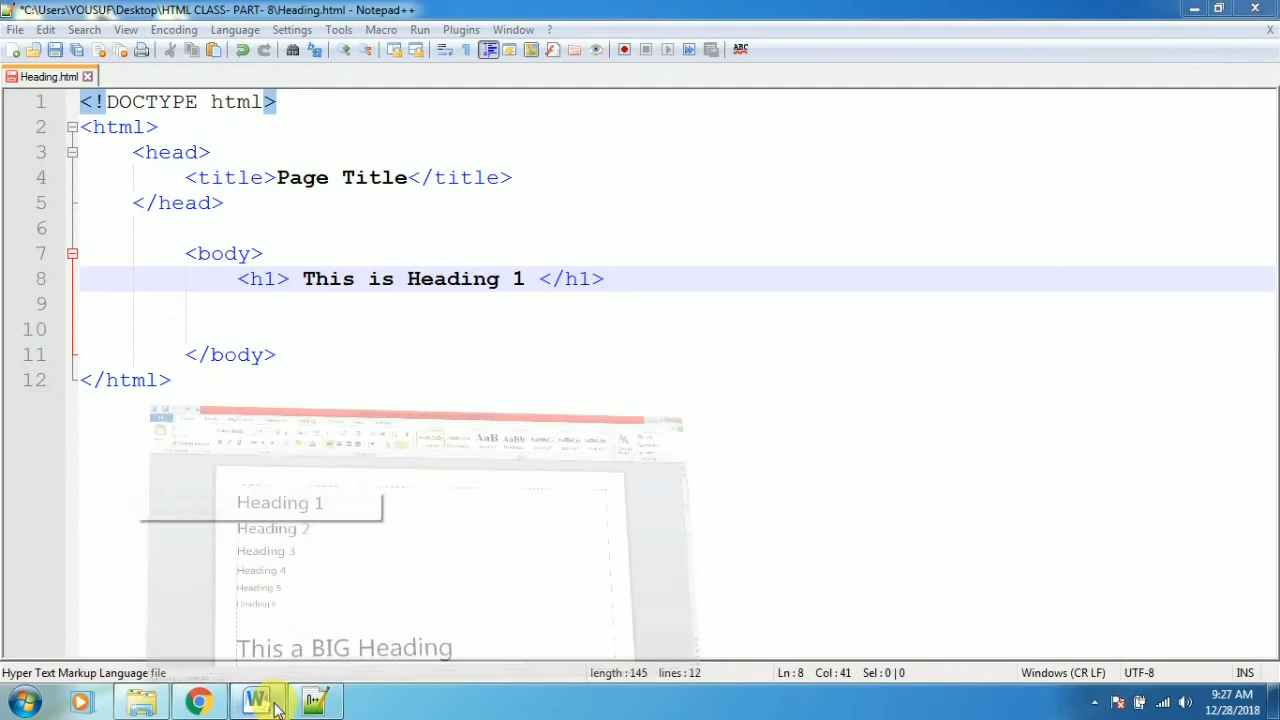 *C:\Users\YOUSUF\Desktop\HTML CLASS- PART- 8\Heading.html - Notepad++
File Edit Search View Encoding Language Settings Tools Macro Run Plugins Window ? X
ABC
Heading.html
1 <!DOCTYPE html>
2 <html>
3 <head>
4 <title>Page Title</title>
5 </head>
6
7 <body>
8 <h1> This is Heading 1 </h1>
9
10
11 </body>
12 </html>
Heading 1
Heading 2
Heading 3
Heading 4
Heading 5
Heading 6
This a BIG Heading
Hyper Text Markup Language file length : 145 lines : 12 Ln : 8 Col : 41 Sel : 0 | 0 Windows (CR LF) UTF-8 INS
9:27 AM
12/28/2018